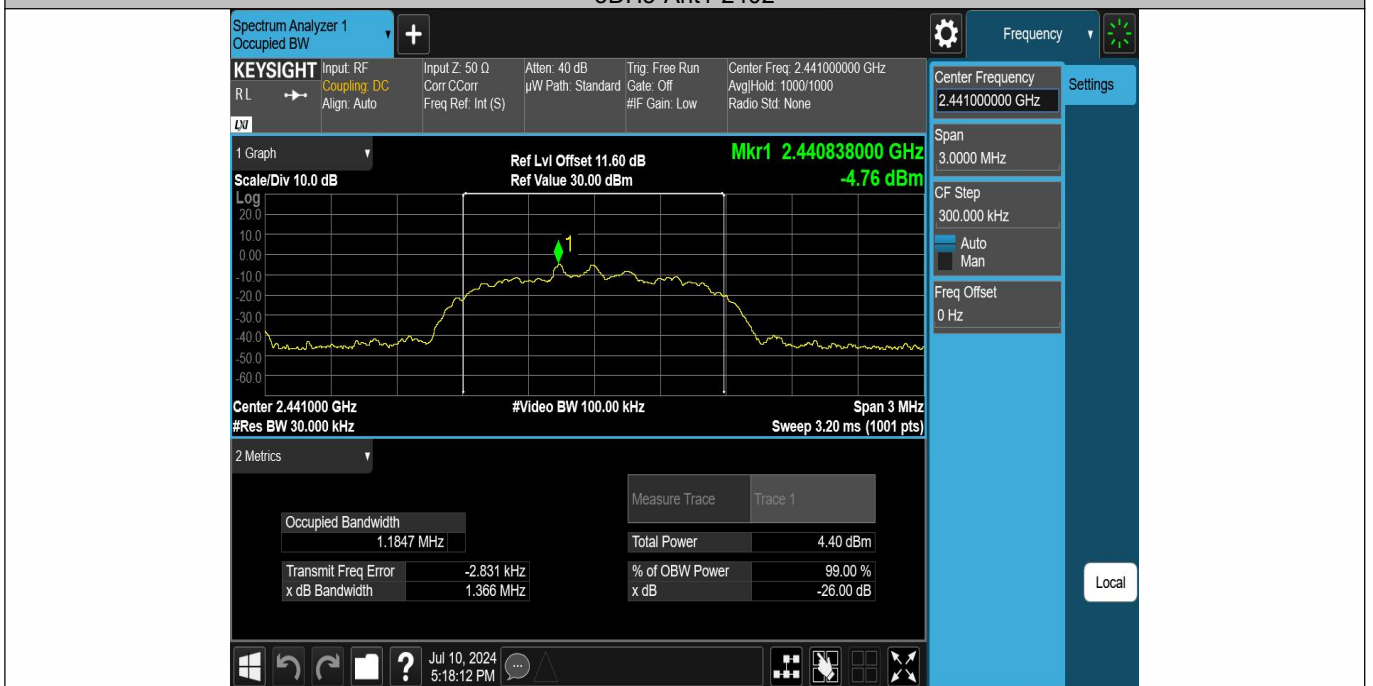 Spectrum Analyzer 1
Occupied BW
Frequency
KEYSIGHT
R L
LXI
Input: RF
Coupling: DC
Align: Auto
Input Z: 50 Ω
Corr CCorr
Freq Ref: Int (S)
Atten: 40 dB
µW Path: Standard
Trig: Free Run
Gate: Off
#IF Gain: Low
Center Freq: 2.441000000 GHz
Avg|Hold: 1000/1000
Radio Std: None
Center Frequency
2.441000000 GHz
Settings
Span
3.0000 MHz
CF Step
300.000 kHz
Auto
Man
Freq Offset
0 Hz
Local
1 Graph
Scale/Div 10.0 dB
Ref Lvl Offset 11.60 dB
Ref Value 30.00 dBm
Mkr1 2.440838000 GHz
-4.76 dBm
Log
20.0
10.0
0.00
-10.0
-20.0
-30.0
-40.0
-50.0
-60.0
1
Center 2.441000 GHz
#Res BW 30.000 kHz
#Video BW 100.00 kHz
Span 3 MHz
Sweep 3.20 ms (1001 pts)
2 Metrics
Measure Trace Trace 1
Occupied Bandwidth
1.1847 MHz
Total Power 4.40 dBm
Transmit Freq Error -2.831 kHz
% of OBW Power 99.00 %
x dB Bandwidth 1.366 MHz
x dB -26.00 dB
?
Jul 10, 2024
5:18:12 PM